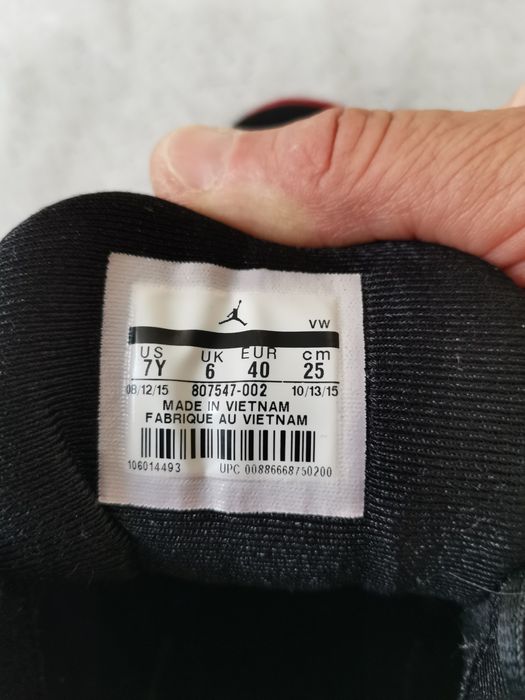 VW
US UK EUR cm
7Y 6 40 25
08/12/15 807547-002 10/13/15
MADE IN VIETNAM
FABRIQUE AU VIETNAM
106014493 UPC 00886668750200